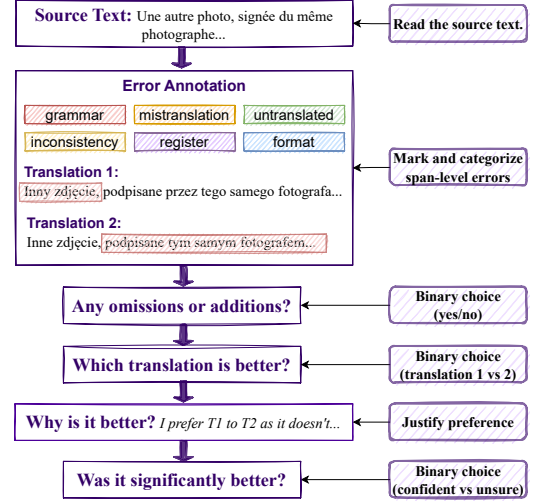 Source Text: Une autre photo, signée du même
photographe...
Read the source text.
Error Annotation
grammar mistranslation untranslated
inconsistency register format
Translation 1:
Inny zdjęcie, podpisane przez tego samego fotografa...
Translation 2:
Inne zdjęcie, podpisane tym samym fotografem...
Mark and categorize
span-level errors
Any omissions or additions?
Binary choice
(yes/no)
Which translation is better?
Binary choice
(translation 1 vs 2)
Why is it better? I prefer T1 to T2 as it doesn't...
Justify preference
Was it significantly better?
Binary choice
(confident vs unsure)